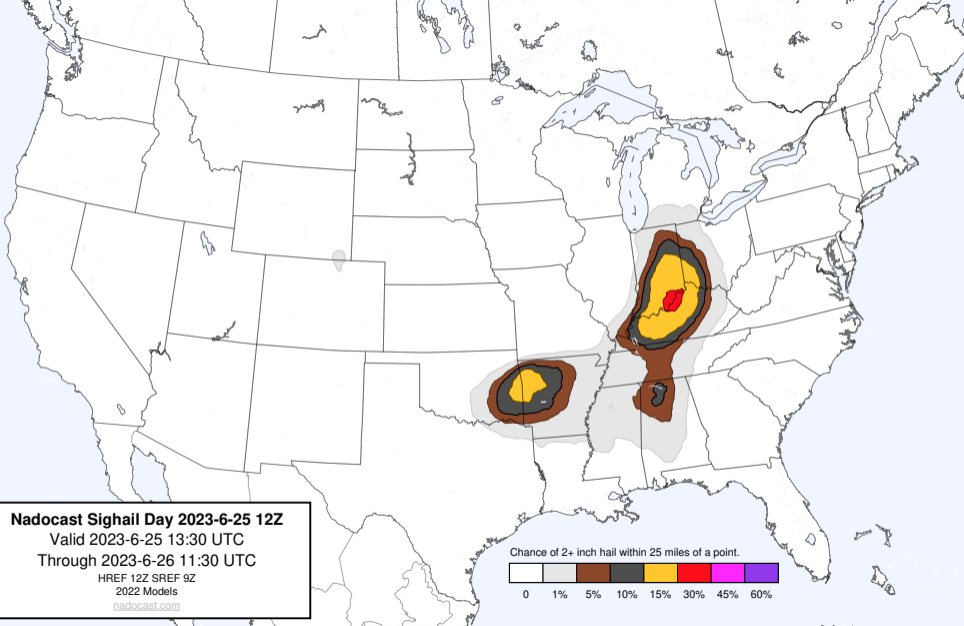 Nadocast Sighail Day 2023-6-25 12Z
Valid 2023-6-25 13:30 UTC
Through 2023-6-26 11:30 UTC
HREF 12Z SREF 9Z
2022 Models
nadocast.com
Chance of 2+ inch hail within 25 miles of a point.
0 1% 5% 10% 15% 30% 45% 60%